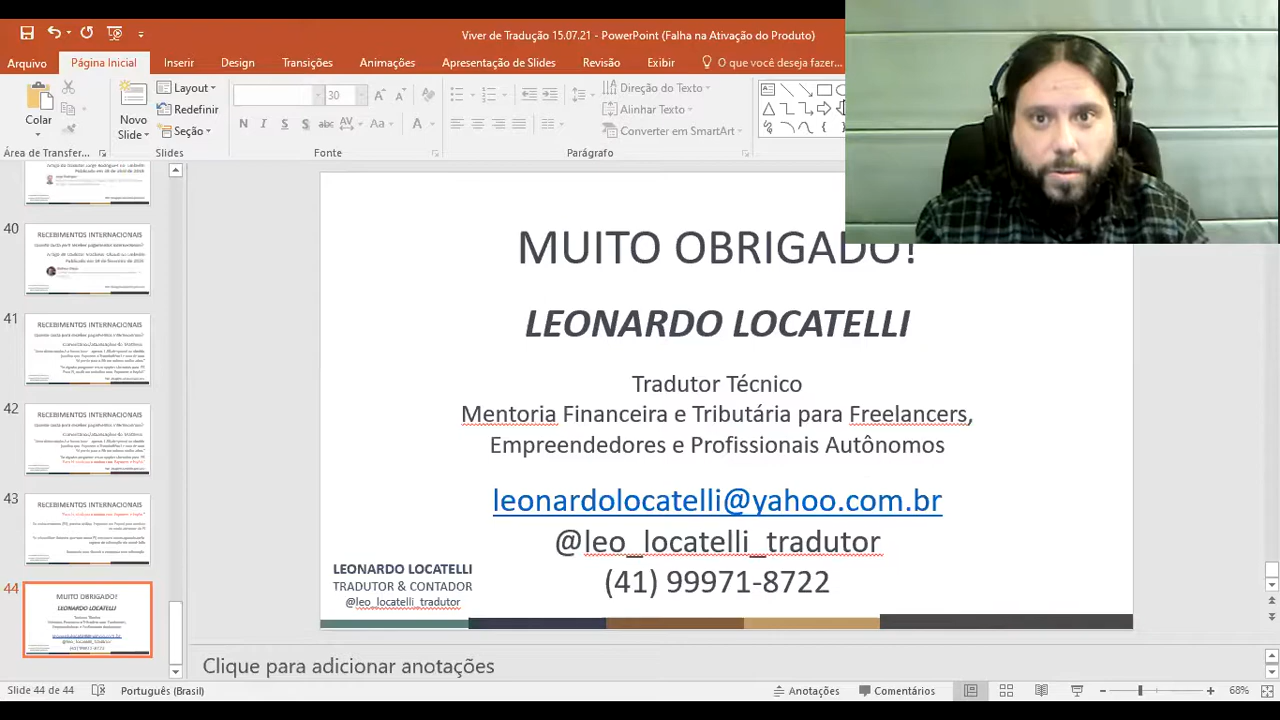 Viver de Tradução 15.07.21 - PowerPoint (Falha na Ativação do Produto)
Arquivo
Página Inicial
Inserir
Design
Transições
Animações
Apresentação de Slides
Revisão
Exibir
O que você deseja fazer...
Colar
Novo
Slide
Layout
Redefinir
Seção
30
N I S S abc AV Aa A
Direção do Texto
Alinhar Texto
Converter em SmartArt
Área de Transfer...
Slides
Fonte
Parágrafo
40
RECEBIMENTOS INTERNACIONAIS
41
RECEBIMENTOS INTERNACIONAIS
42
RECEBIMENTOS INTERNACIONAIS
43
RECEBIMENTOS INTERNACIONAIS
44
MUITO OBRIGADO!
LEONARDO LOCATELLI
MUITO OBRIGADO!
LEONARDO LOCATELLI
Tradutor Técnico
Mentoria Financeira e Tributária para Freelancers,
Empreendedores e Profissionais Autônomos
leonardolocatelli@yahoo.com.br
@leo_locatelli_tradutor
(41) 99971-8722
LEONARDO LOCATELLI
TRADUTOR & CONTADOR
@leo_locatelli_tradutor
Clique para adicionar anotações
Slide 44 de 44
Português (Brasil)
Anotações
Comentários
68%